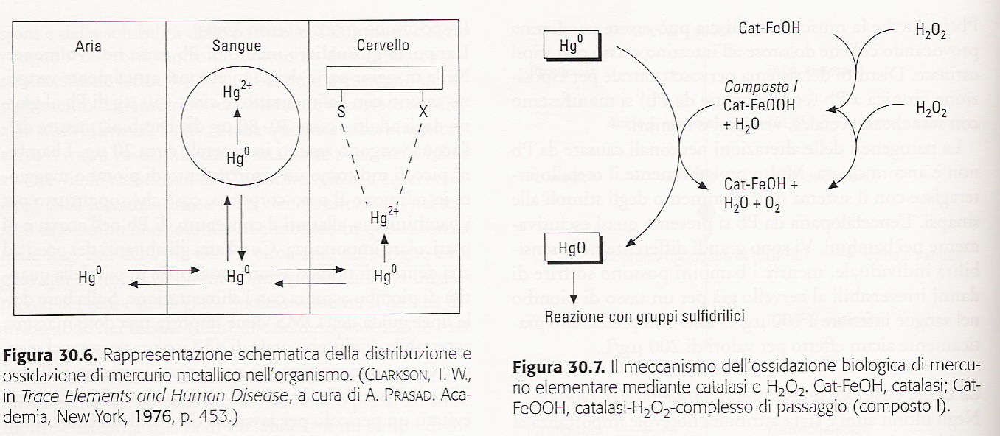 Aria
Sangue
Cervello
Hg²⁺
S
X
Hg⁰
Hg²⁺
Hg⁰
Hg⁰
Hg⁰
Figura 30.6. Rappresentazione schematica della distribuzione e
ossidazione di mercurio metallico nell'organismo. (CLARKSON, T. W.,
in Trace Elements and Human Disease, a cura di A. PRASAD. Aca-
demia, New York, 1976, p. 453.)
Hg⁰
Cat-FeOH
H₂O₂
Composto I
Cat-FeOOH
+ H₂O
H₂O₂
Cat-FeOH +
H₂O + O₂
HgO
Reazione con gruppi sulfidrilici
Figura 30.7. Il meccanismo dell'ossidazione biologica di mercu-
rio elementare mediante catalasi e H₂O₂. Cat-FeOH, catalasi; Cat-
FeOOH, catalasi-H₂O₂-complesso di passaggio (composto I).